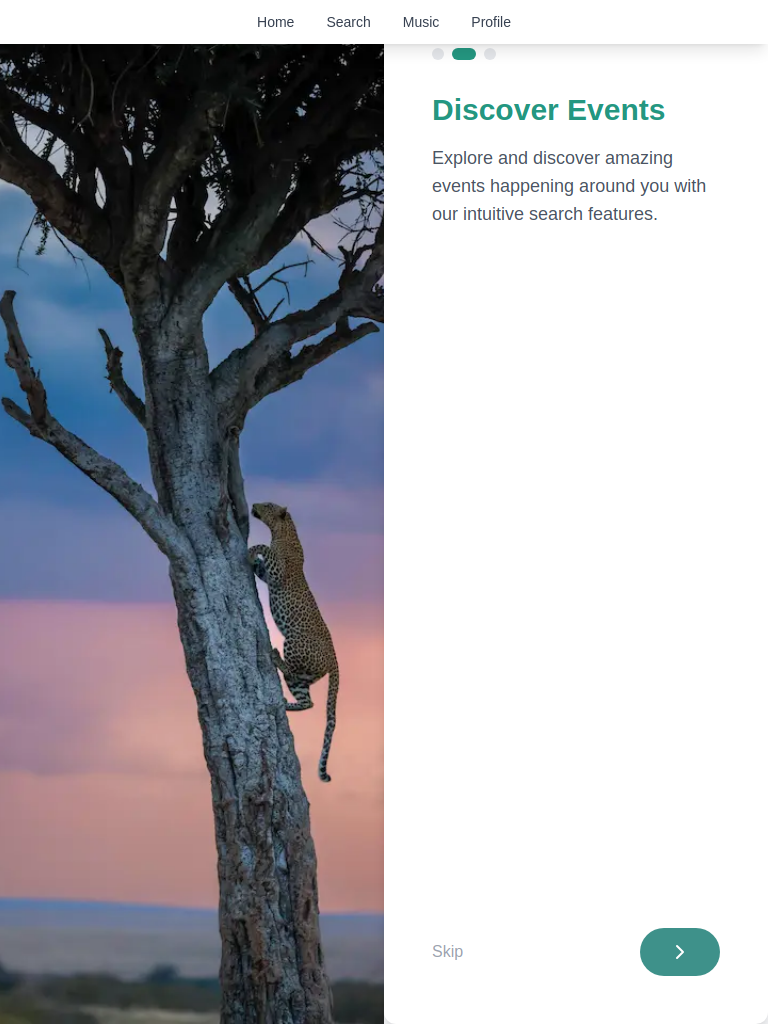 Home Search Music Profile
Discover Events
Explore and discover amazing
events happening around you with
our intuitive search features.
Skip